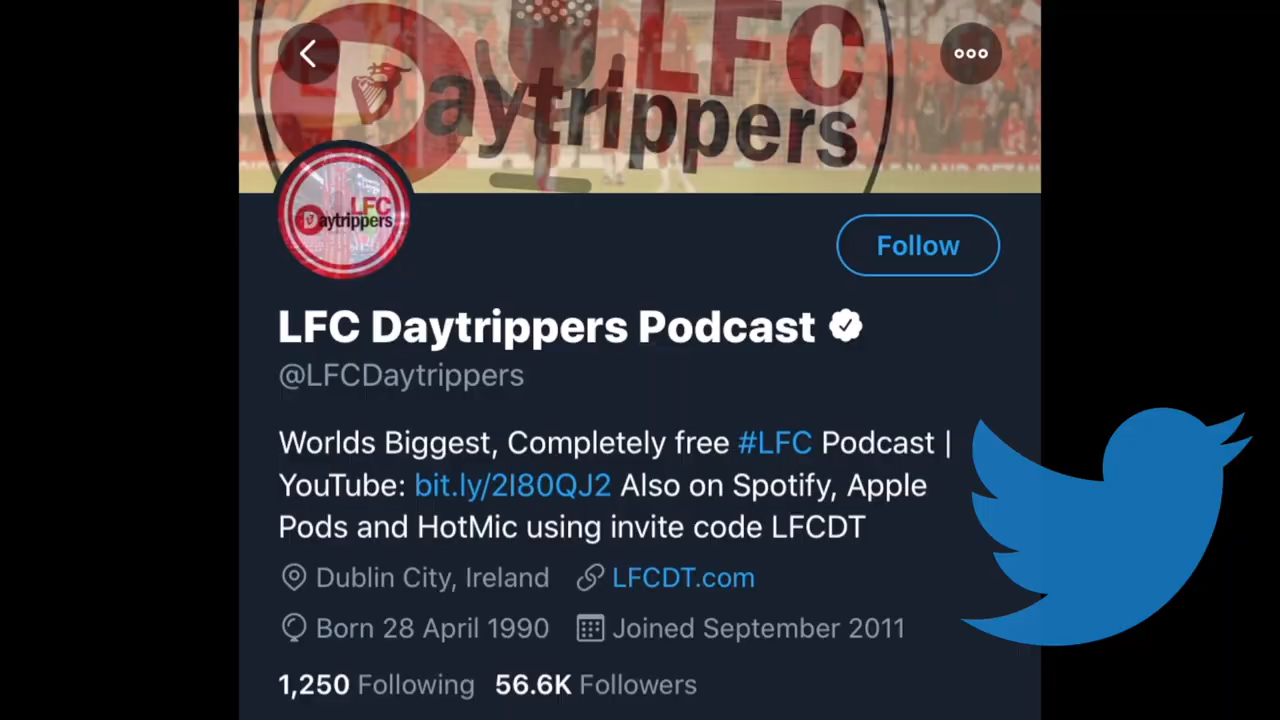 LFC
Daytrippers
LFC
Daytrippers
Follow
LFC Daytrippers Podcast
@LFCDaytrippers
Worlds Biggest, Completely free #LFC Podcast |
YouTube: bit.ly/2I80QJ2 Also on Spotify, Apple
Pods and HotMic using invite code LFCDT
Dublin City, Ireland LFCDT.com
Born 28 April 1990 Joined September 2011
1,250 Following 56.6K Followers